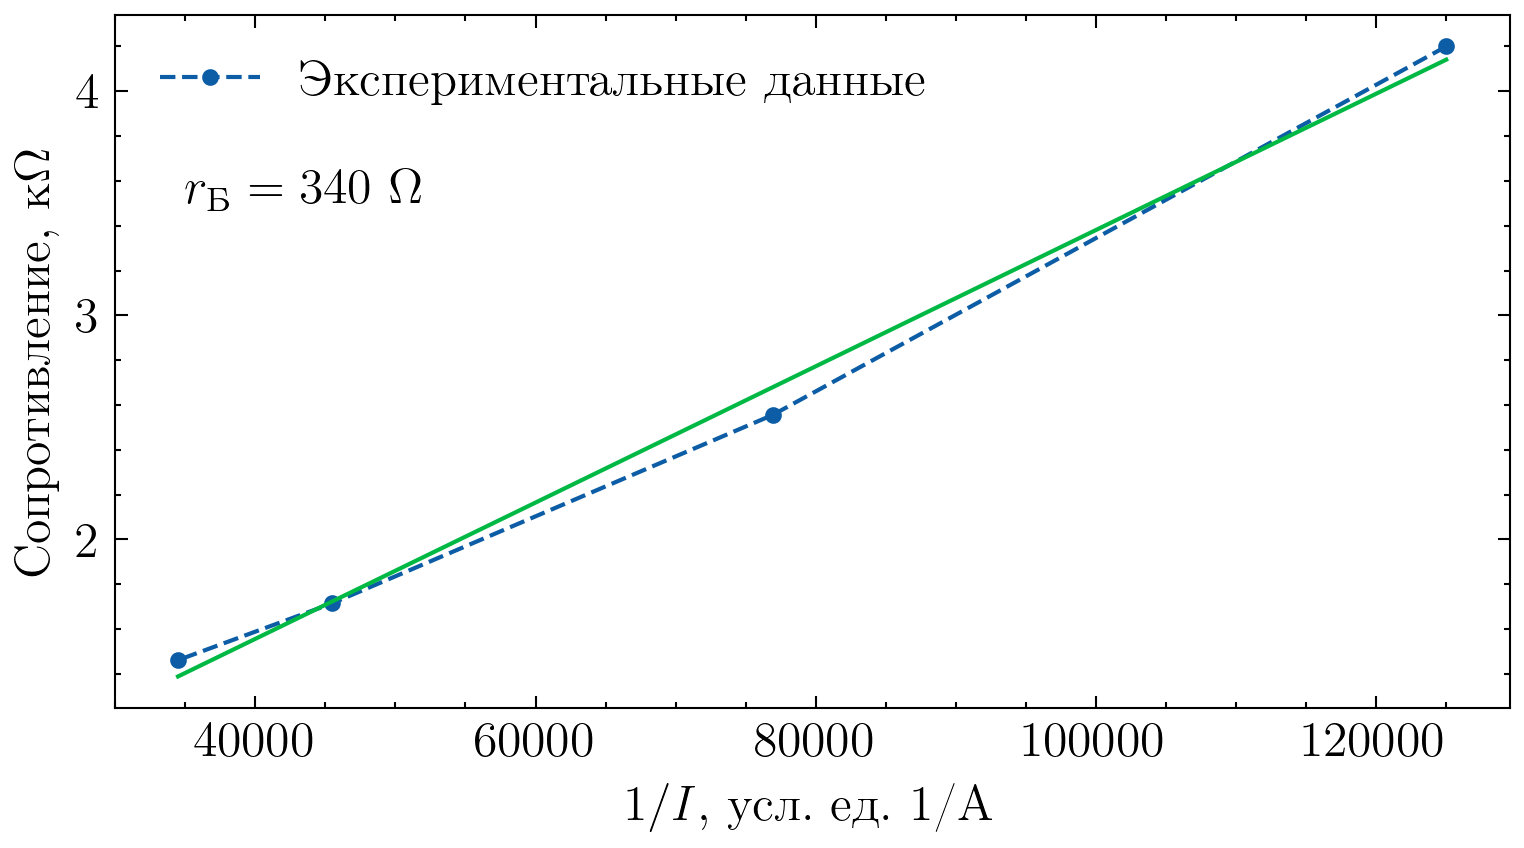 Экспериментальные данные
r_Б = 340 Ω
Сопротивление, кΩ
4
3
2
40000 60000 80000 100000 120000
1/I, усл. ед. 1/А